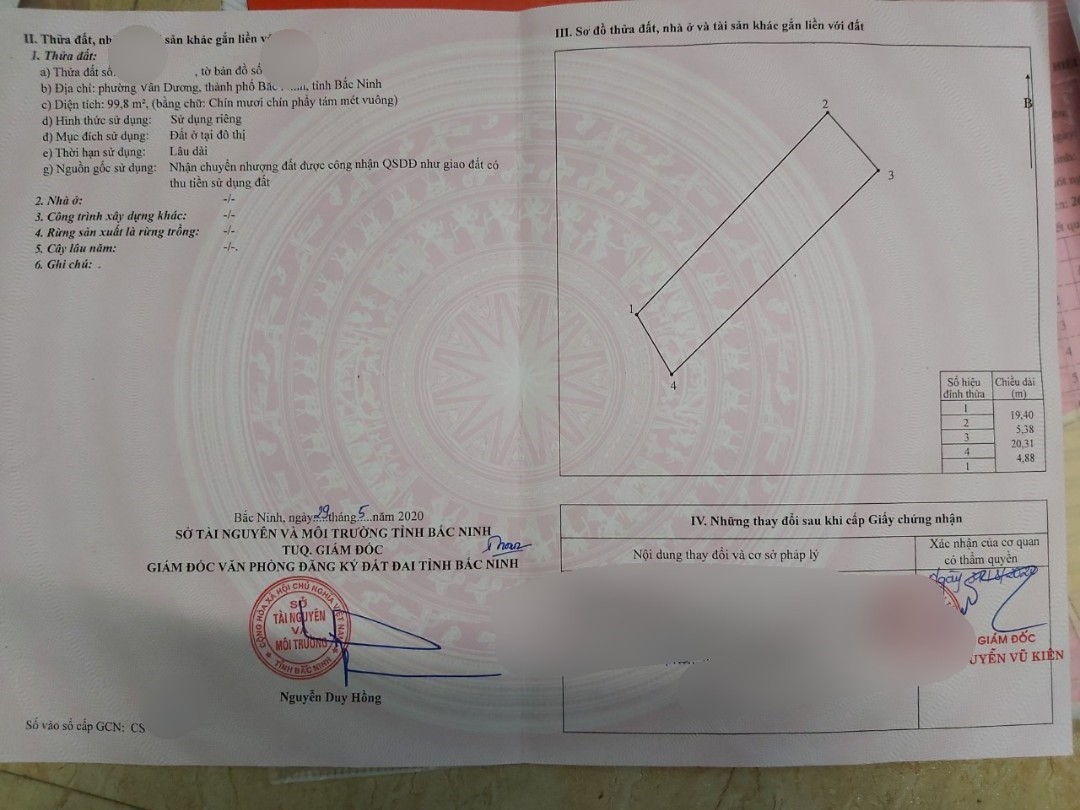 II. Thửa đất, nh sản khác gắn liền v
1. Thửa đất:
a) Thửa đất số. , tờ bản đồ số
b) Địa chỉ: phường Vân Dương, thành phố Bắc , tỉnh Bắc Ninh
c) Diện tích: 99,8 m², (bằng chữ: Chín mươi chín phẩy tám mét vuông)
d) Hình thức sử dụng: Sử dụng riêng
đ) Mục đích sử dụng: Đất ở tại đô thị
e) Thời hạn sử dụng: Lâu dài
g) Nguồn gốc sử dụng: Nhận chuyển nhượng đất được công nhận QSDĐ như giao đất có
thu tiền sử dụng đất
2. Nhà ở: -/-
3. Công trình xây dựng khác: -/-
4. Rừng sản xuất là rừng trồng: -/-
5. Cây lâu năm: -/-.
6. Ghi chú: .
Bắc Ninh, ngày 29 tháng 5 năm 2020
SỞ TÀI NGUYÊN VÀ MÔI TRƯỜNG TỈNH BẮC NINH
TUQ. GIÁM ĐỐC
GIÁM ĐỐC VĂN PHÒNG ĐĂNG KÝ ĐẤT ĐAI TỈNH BẮC NINH
CỘNG HÒA XÃ HỘI CHỦ NGHĨA VIỆT NAM
SỞ
TÀI NGUYÊN
VÀ
MÔI TRƯỜNG
TỈNH BẮC NINH
Nguyễn Duy Hồng
Số vào sổ cấp GCN: CS
III. Sơ đồ thửa đất, nhà ở và tài sản khác gắn liền với đất
B
2
3
1
4
Số hiệu đỉnh thửa Chiều dài (m)
1
19,40
2
5,38
3
20,31
4
4,88
1
IV. Những thay đổi sau khi cấp Giấy chứng nhận
Nội dung thay đổi và cơ sở pháp lý
Xác nhận của cơ quan
có thẩm quyền
GIÁM ĐỐC
UYỄN VŨ KIÊN